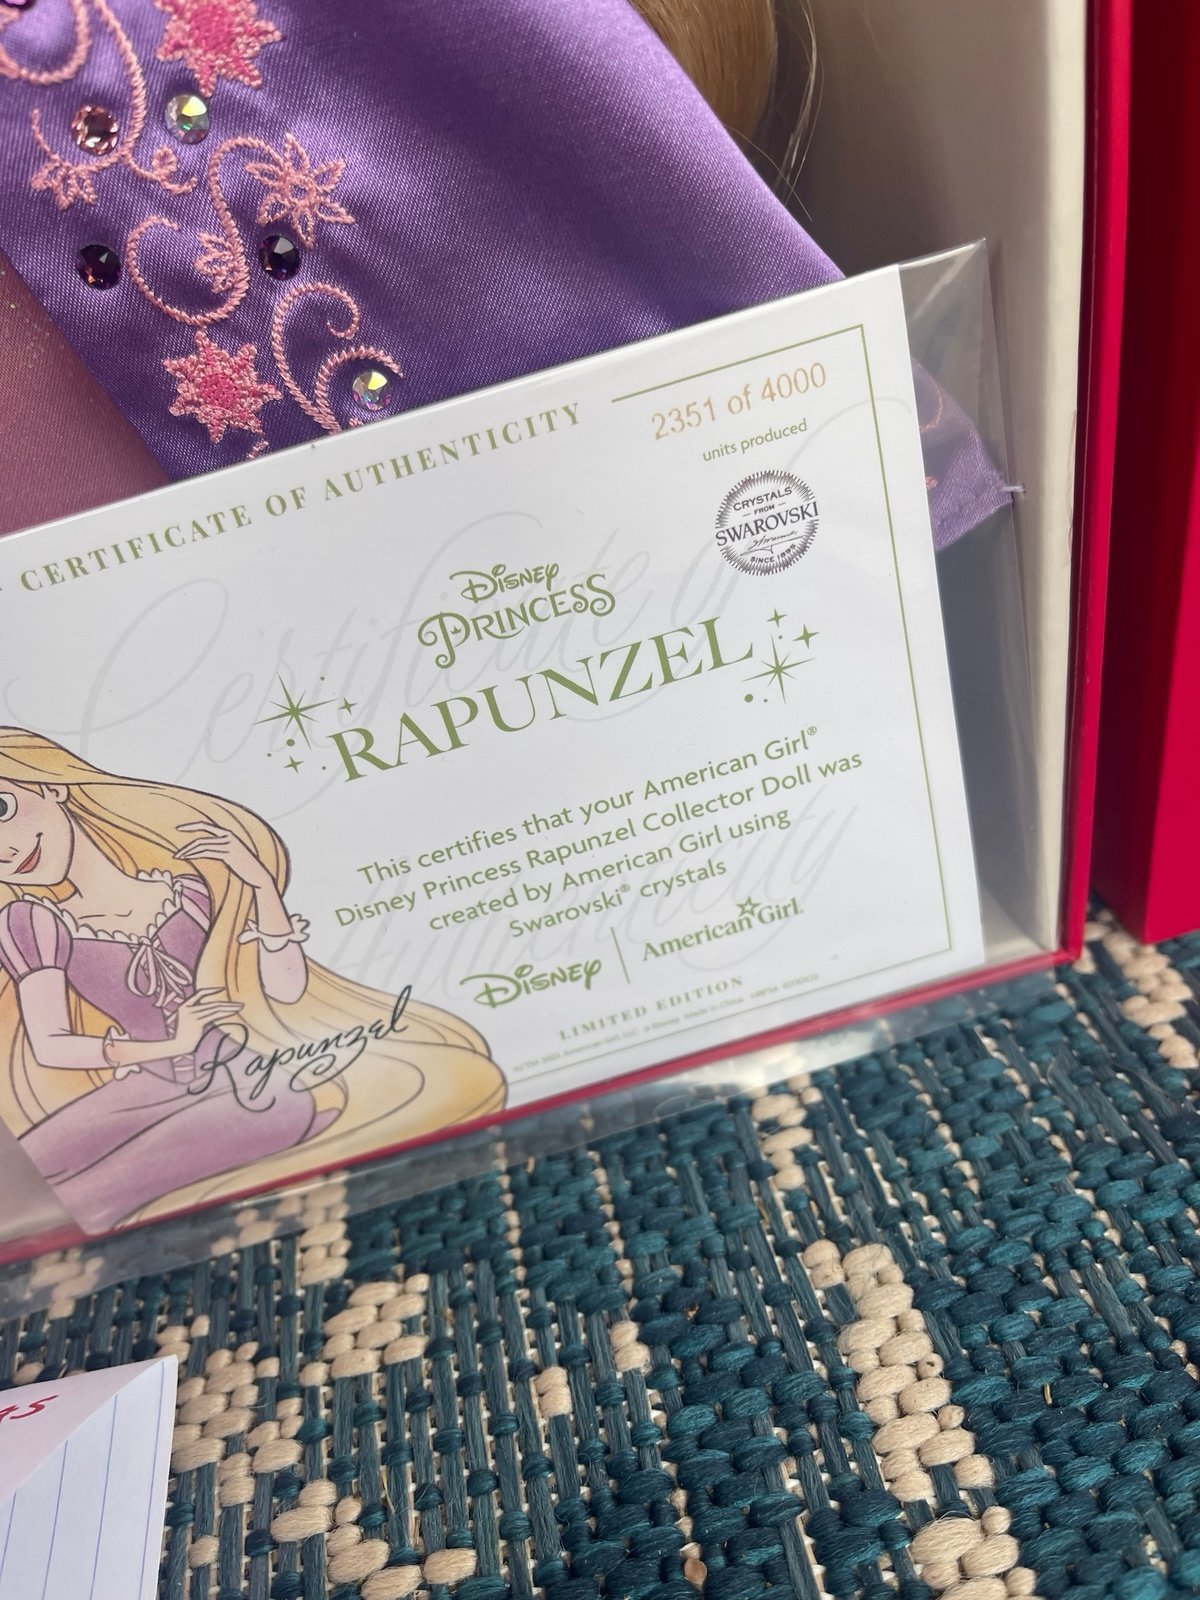 CERTIFICATE OF AUTHENTICITY
2351 of 4000
units produced
CRYSTALS
FROM
SWAROVSKI
SINCE 1895
Disney
PRINCESS
RAPUNZEL
This certifies that your American Girl®
Disney Princess Rapunzel Collector Doll was
created by American Girl using
Swarovski® crystals
Disney
American Girl
LIMITED EDITION
Rapunzel